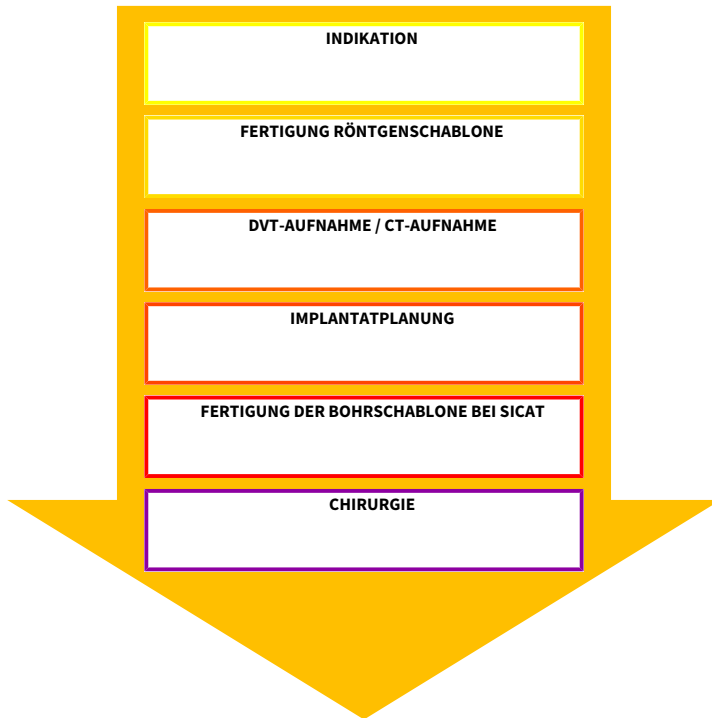 INDIKATION
FERTIGUNG RÖNTGENSCHABLONE
DVT-AUFNAHME / CT-AUFNAHME
IMPLANTATPLANUNG
FERTIGUNG DER BOHRSCHABLONE BEI SICAT
CHIRURGIE